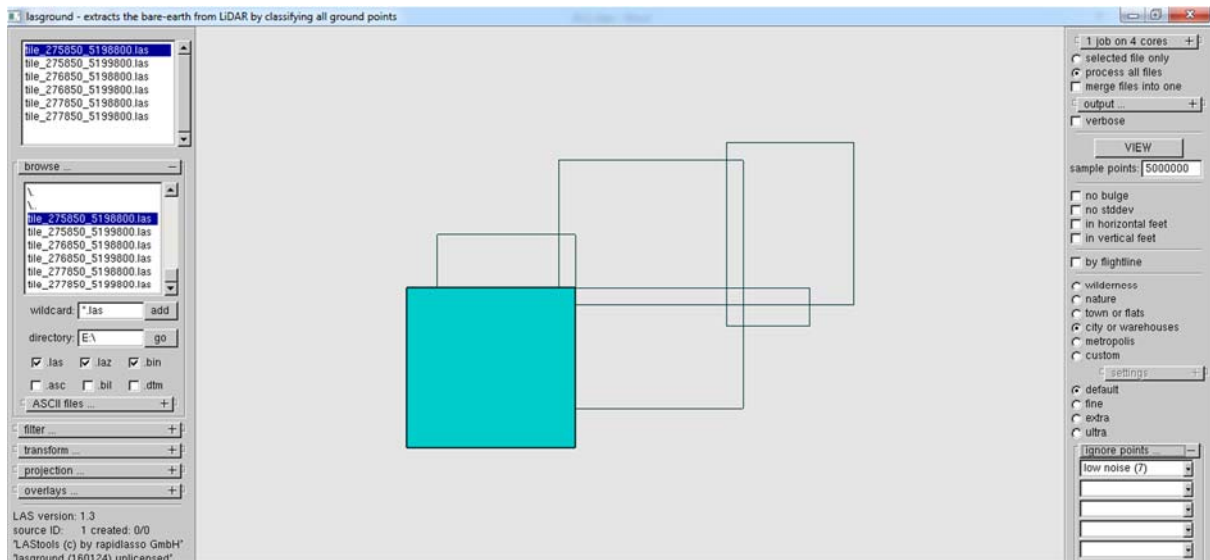 lasground - extracts the bare-earth from LiDAR by classifying all ground points
tile_275850_5198800.las
tile_275850_5199800.las
tile_276850_5198800.las
tile_276850_5199800.las
tile_277850_5198800.las
tile_277850_5199800.las
browse ...
\.
\..
tile_275850_5198800.las
tile_275850_5199800.las
tile_276850_5198800.las
tile_276850_5199800.las
tile_277850_5198800.las
tile_277850_5199800.las
wildcard: *.las add
directory: E:\ go
.las .laz .bin
.asc .bil .dtm
ASCII files ... +
filter ... +
transform ... +
projection ... +
overlays ... +
LAS version: 1.3
source ID: 1 created: 0/0
"LAStools (c) by rapidlasso GmbH"
"lasground (160124) unlicensed"
1 job on 4 cores +
selected file only
process all files
merge files into one
output ... +
verbose
VIEW
sample points: 5000000
no bulge
no stddev
in horizontal feet
in vertical feet
by flightline
wilderness
nature
town or flats
city or warehouses
metropolis
custom
settings +
default
fine
extra
ultra
ignore points ...
low noise (7)